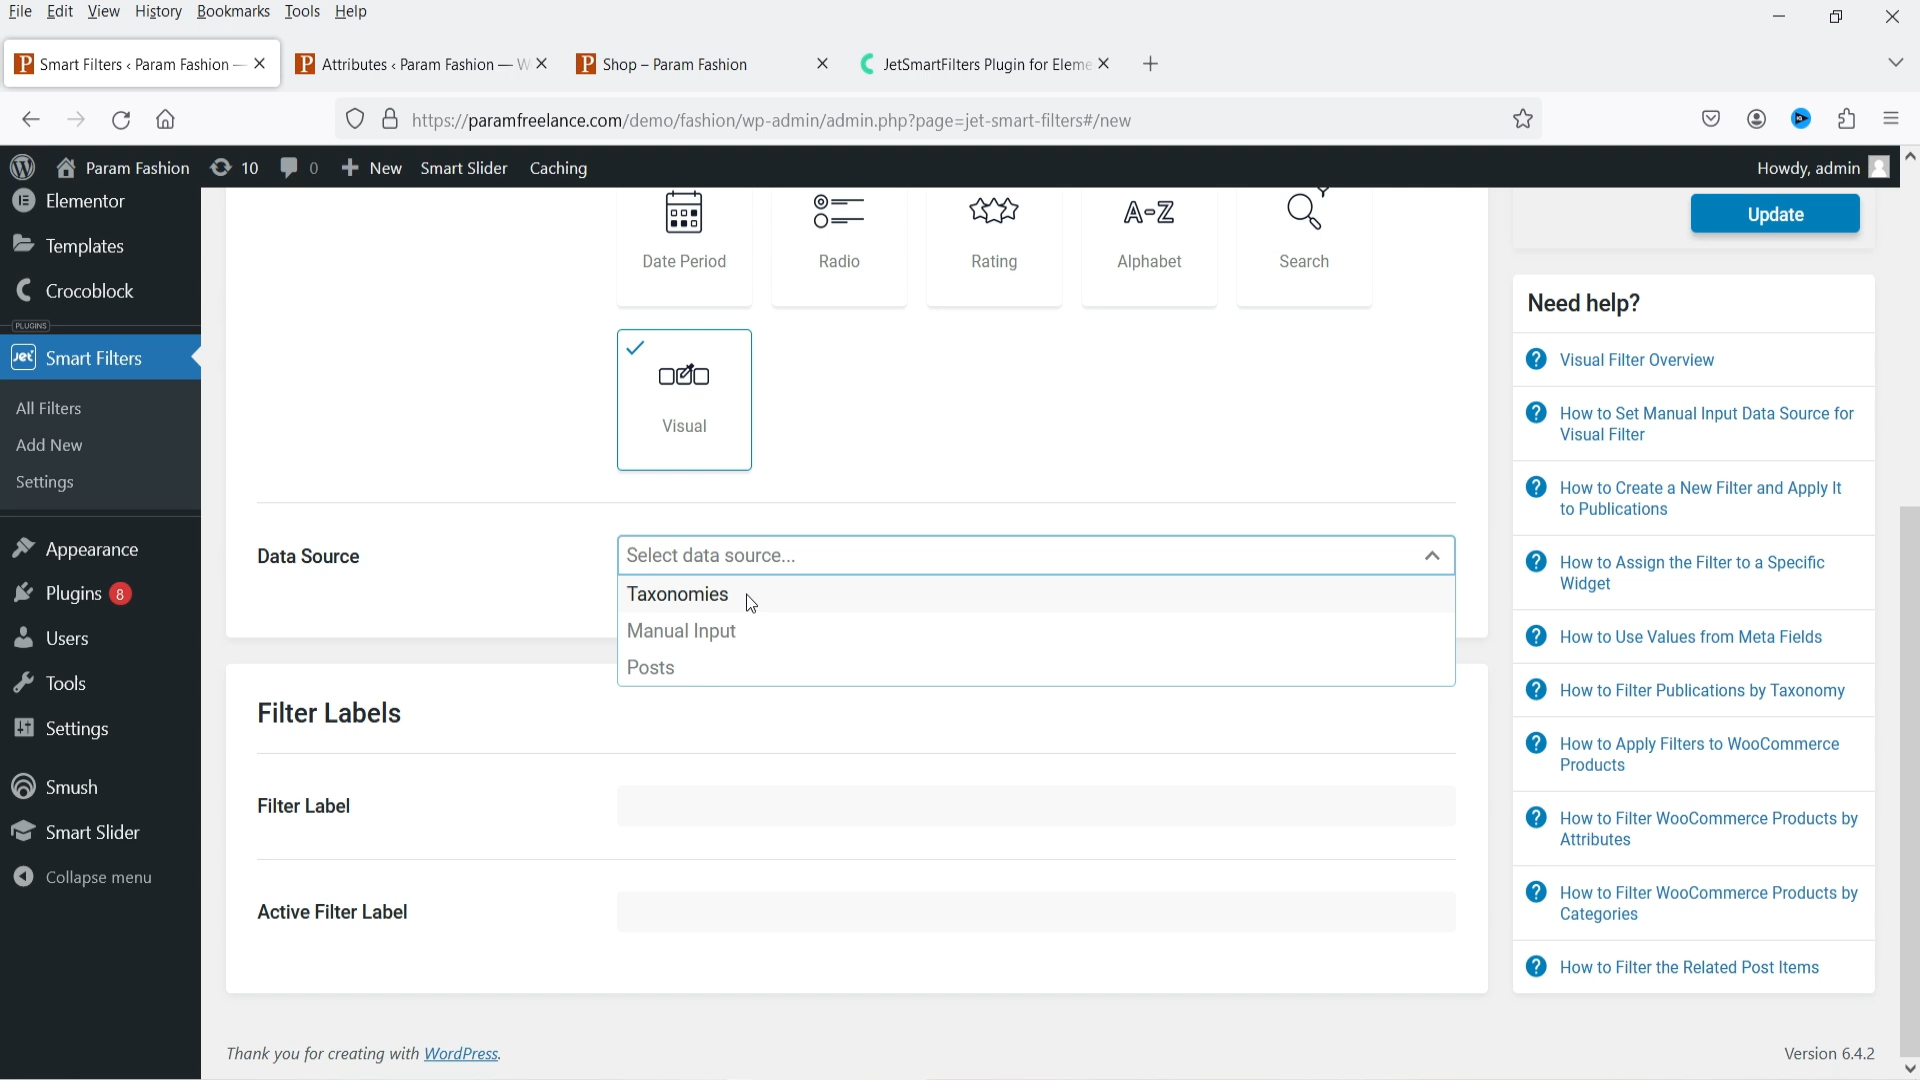 File Edit View History Bookmarks Tools Help
Smart Filters ‹ Param Fashion —
Attributes ‹ Param Fashion — W
Shop – Param Fashion
JetSmartFilters Plugin for Eleme
https://paramfreelance.com/demo/fashion/wp-admin/admin.php?page=jet-smart-filters#/new
Param Fashion 10 0 New Smart Slider Caching Howdy, admin
Elementor
Templates
Crocoblock
PLUGINS
Jet Smart Filters
All Filters
Add New
Settings
Appearance
Plugins 8
Users
Tools
Settings
Smush
Smart Slider
Collapse menu
A-Z
Date Period Radio Rating Alphabet Search
Visual
Data Source
Select data source...
Taxonomies
Manual Input
Posts
Filter Labels
Filter Label
Active Filter Label
Thank you for creating with WordPress.
Update
Need help?
Visual Filter Overview
How to Set Manual Input Data Source for
Visual Filter
How to Create a New Filter and Apply It
to Publications
How to Assign the Filter to a Specific
Widget
How to Use Values from Meta Fields
How to Filter Publications by Taxonomy
How to Apply Filters to WooCommerce
Products
How to Filter WooCommerce Products by
Attributes
How to Filter WooCommerce Products by
Categories
How to Filter the Related Post Items
Version 6.4.2